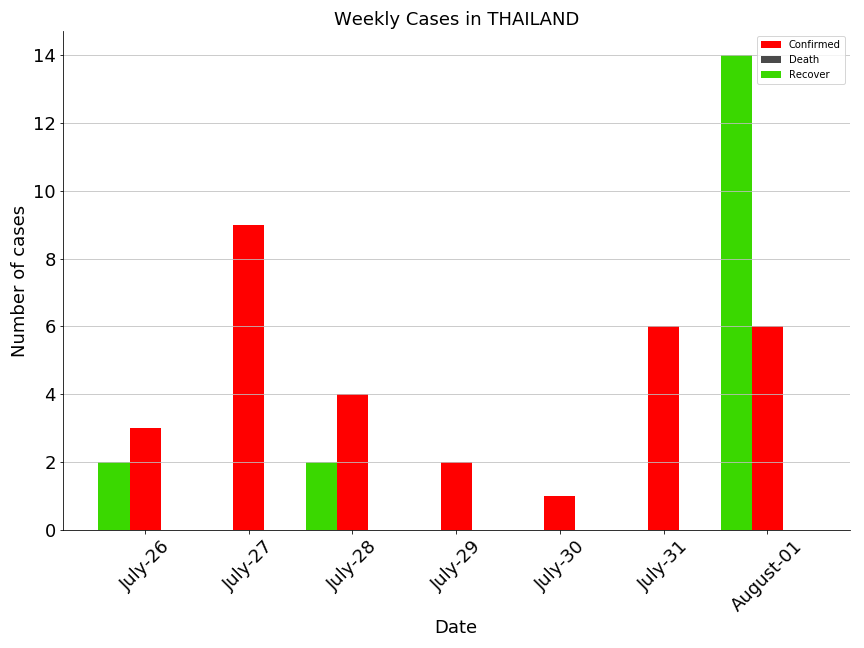 Weekly Cases in THAILAND
Confirmed
Death
Recover
Number of cases
14
12
10
8
6
4
2
0
July-26
July-27
July-28
July-29
July-30
July-31
August-01
Date